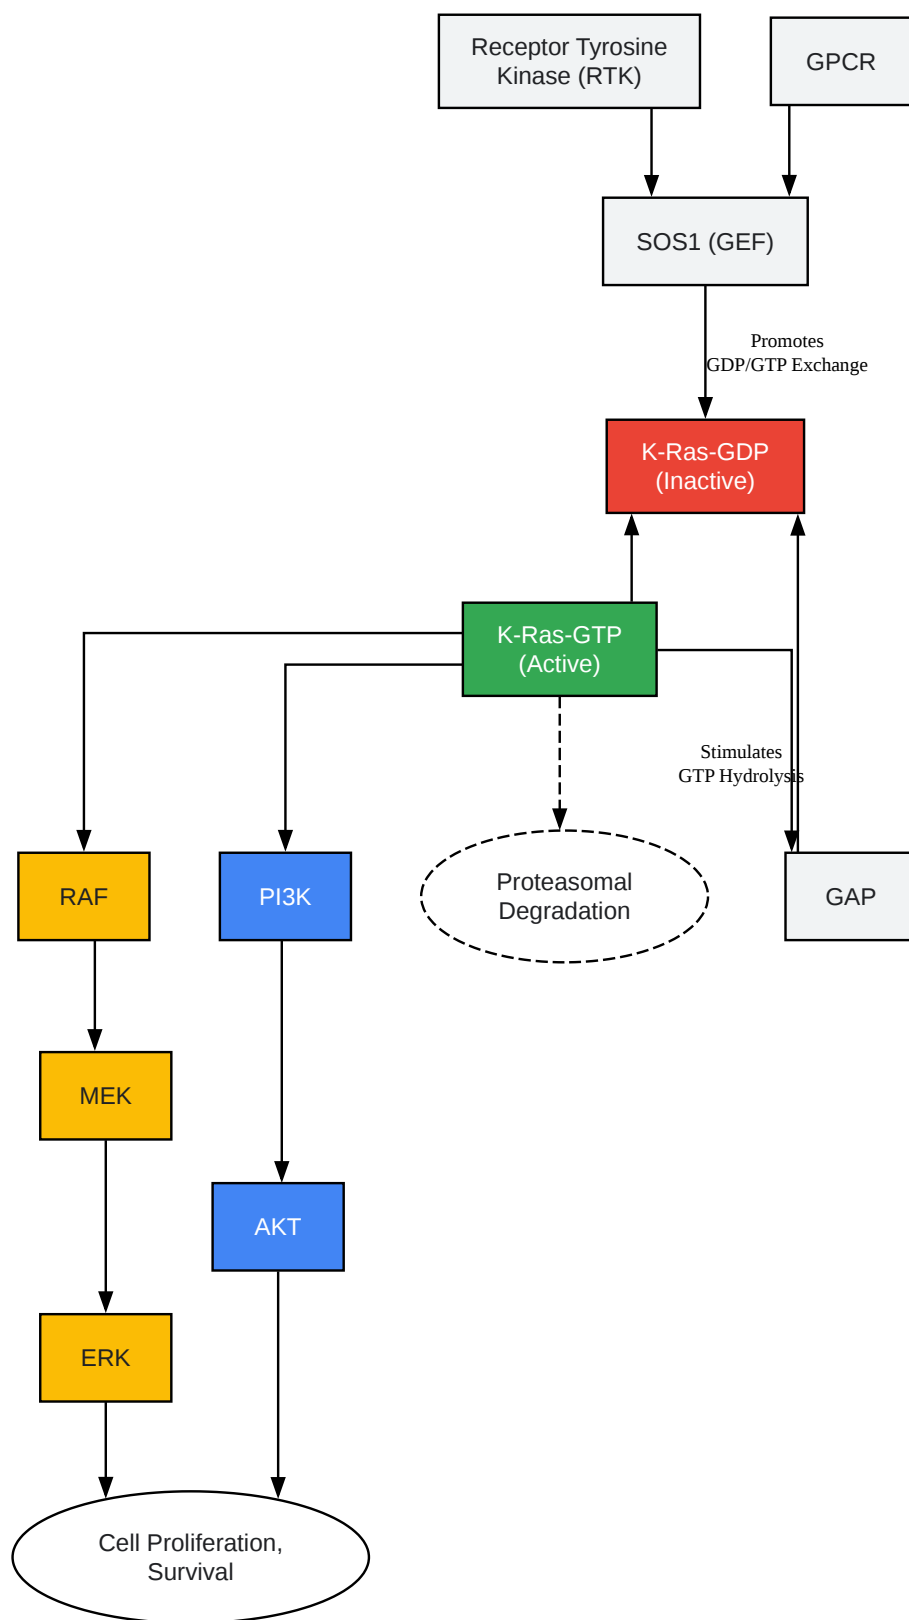 Receptor Tyrosine
Kinase (RTK)
GPCR
SOS1 (GEF)
Promotes
GDP/GTP Exchange
K-Ras-GDP
(Inactive)
K-Ras-GTP
(Active)
Stimulates
GTP Hydrolysis
RAF
PI3K
Proteasomal
Degradation
GAP
MEK
AKT
ERK
Cell Proliferation,
Survival